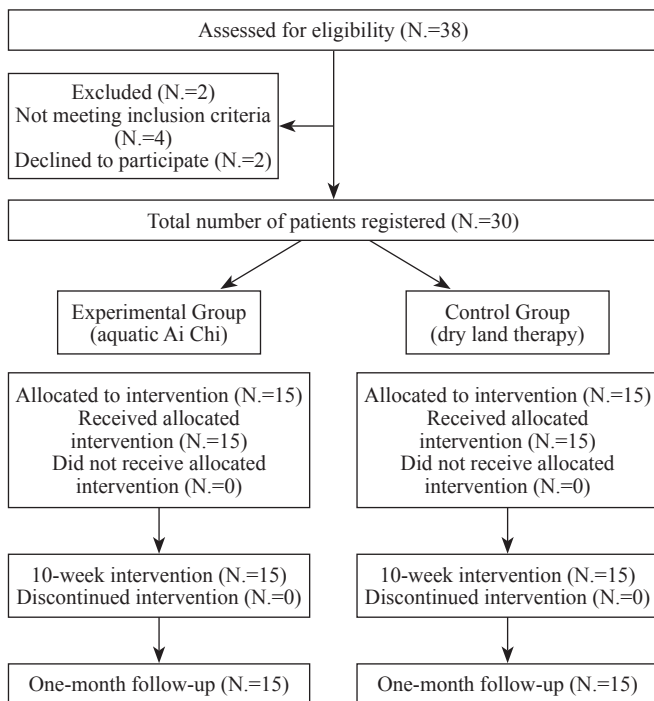 Assessed for eligibility (N.=38)
Excluded (N.=2)
Not meeting inclusion criteria
(N.=4)
Declined to participate (N.=2)
Total number of patients registered (N.=30)
Experimental Group
(aquatic Ai Chi)
Control Group
(dry land therapy)
Allocated to intervention (N.=15)
Received allocated
intervention (N.=15)
Did not receive allocated
intervention (N.=0)
Allocated to intervention (N.=15)
Received allocated
intervention (N.=15)
Did not receive allocated
intervention (N.=0)
10-week intervention (N.=15)
Discontinued intervention (N.=0)
10-week intervention (N.=15)
Discontinued intervention (N.=0)
One-month follow-up (N.=15)
One-month follow-up (N.=15)